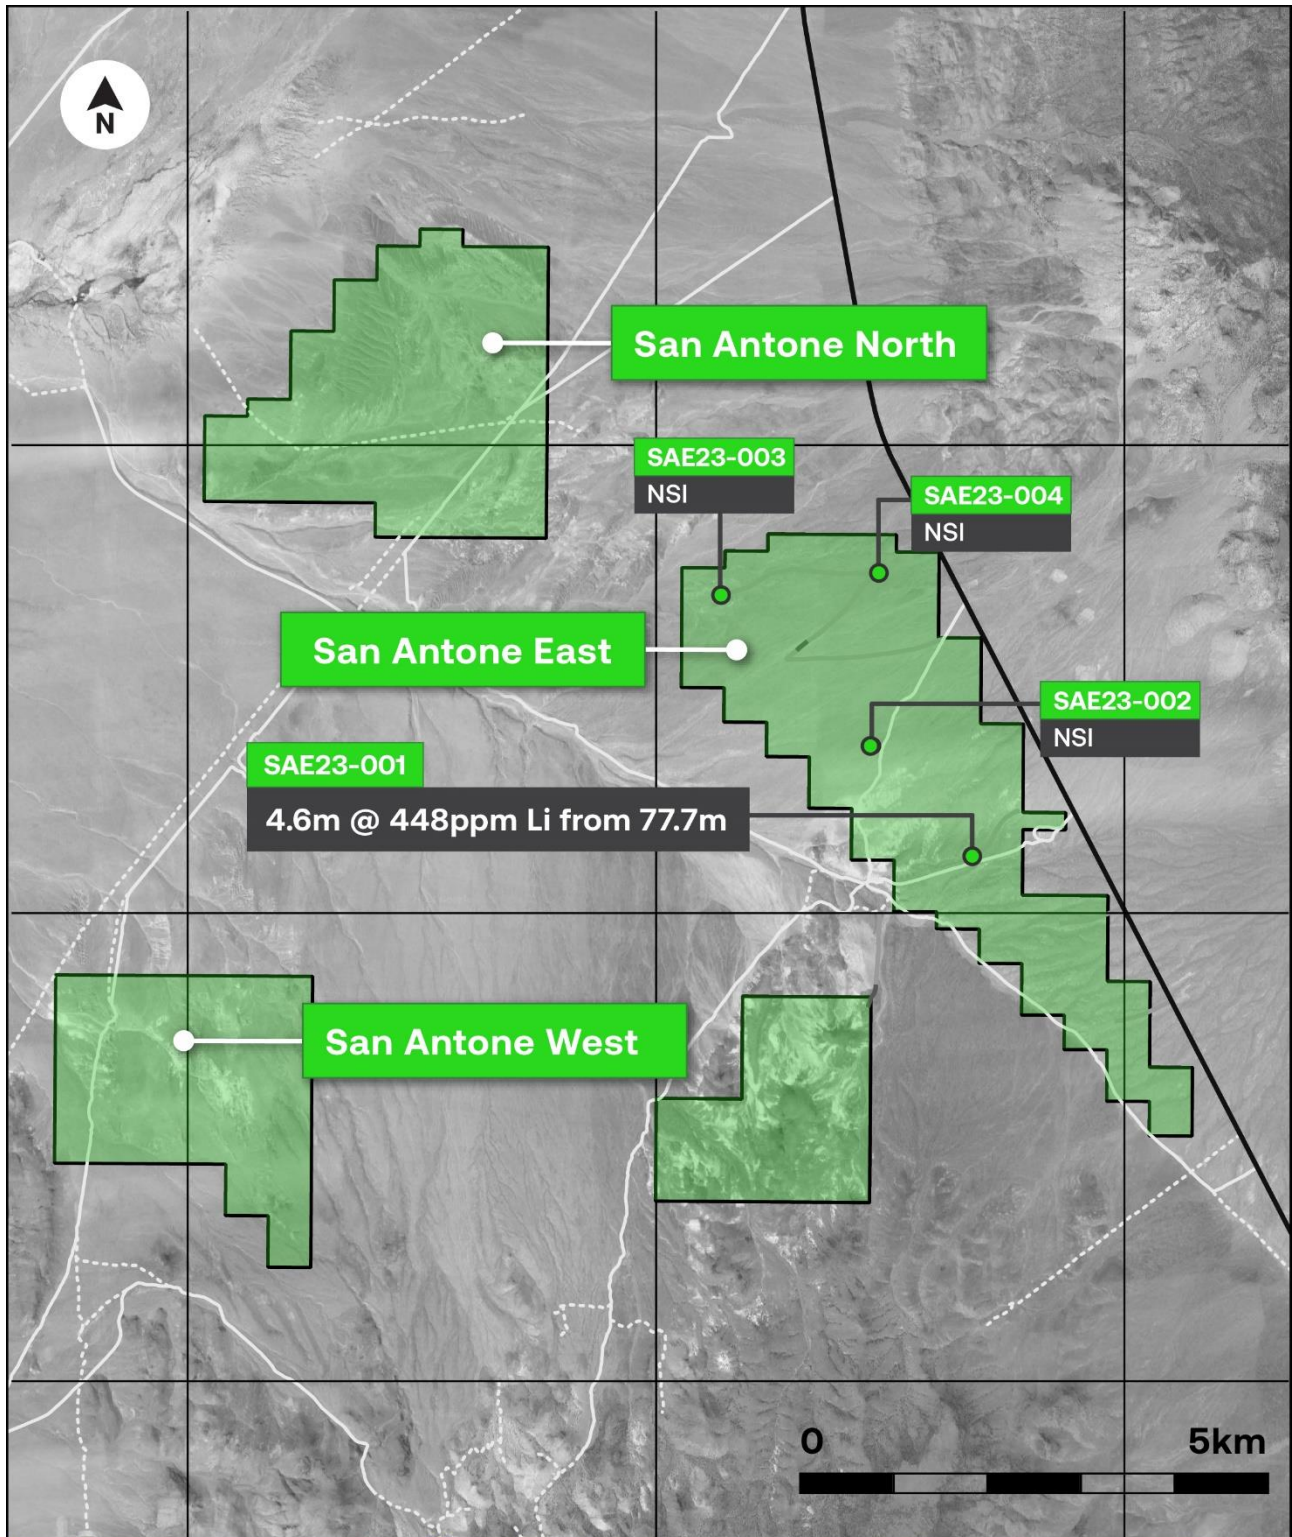 N
San Antone North
SAE23-003
NSI
SAE23-004
NSI
San Antone East
SAE23-002
NSI
SAE23-001
4.6m @ 448ppm Li from 77.7m
San Antone West
0 5km